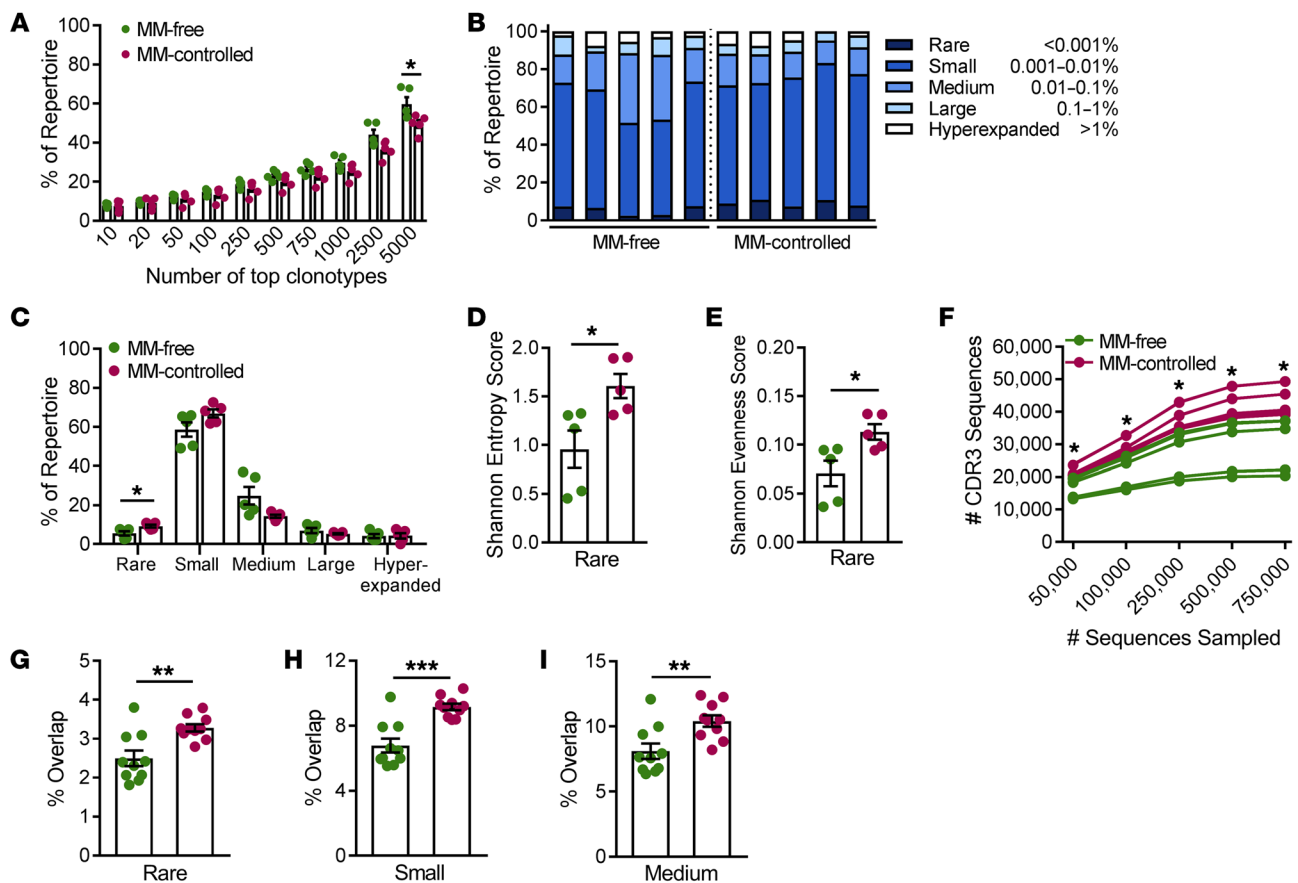 A
MM-free
MM-controlled
% of Repertoire
100
80
60
40
20
0
*
10
20
50
100
250
500
750
1000
2500
5000
Number of top clonotypes
B
% of Repertoire
100
80
60
40
20
0
MM-free
MM-controlled
Rare <0.001%
Small 0.001–0.01%
Medium 0.01–0.1%
Large 0.1–1%
Hyperexpanded >1%
C
MM-free
MM-controlled
% of Repertoire
100
80
60
40
20
0
*
Rare
Small
Medium
Large
Hyper-
expanded
D
Shannon Entropy Score
2.0
1.5
1.0
0.5
0.0
*
Rare
E
Shannon Evenness Score
0.20
0.15
0.10
0.05
0.00
*
Rare
F
MM-free
MM-controlled
# CDR3 Sequences
60,000
50,000
40,000
30,000
20,000
10,000
0
* * * * *
50,000
100,000
250,000
500,000
750,000
# Sequences Sampled
G
% Overlap
5
4
3
2
1
0
**
Rare
H
% Overlap
12
9
6
3
0
***
Small
I
% Overlap
15
10
5
0
**
Medium